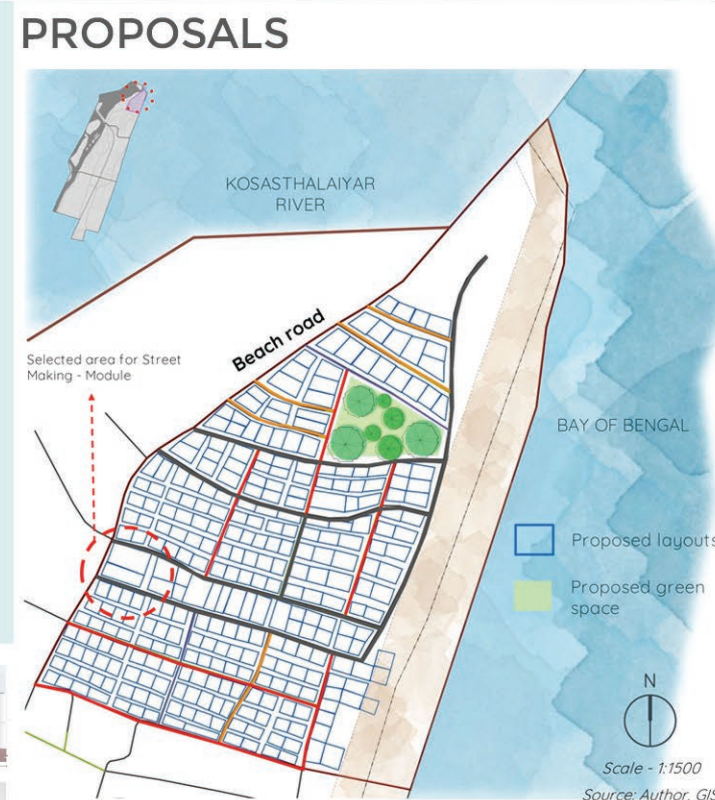 PROPOSALS
KOSASTHALAIYAR
RIVER
Beach road
Selected area for Street
Making - Module
BAY OF BENGAL
Proposed layouts
Proposed green
space
N
Scale - 1:1500
Source: Author, GIS